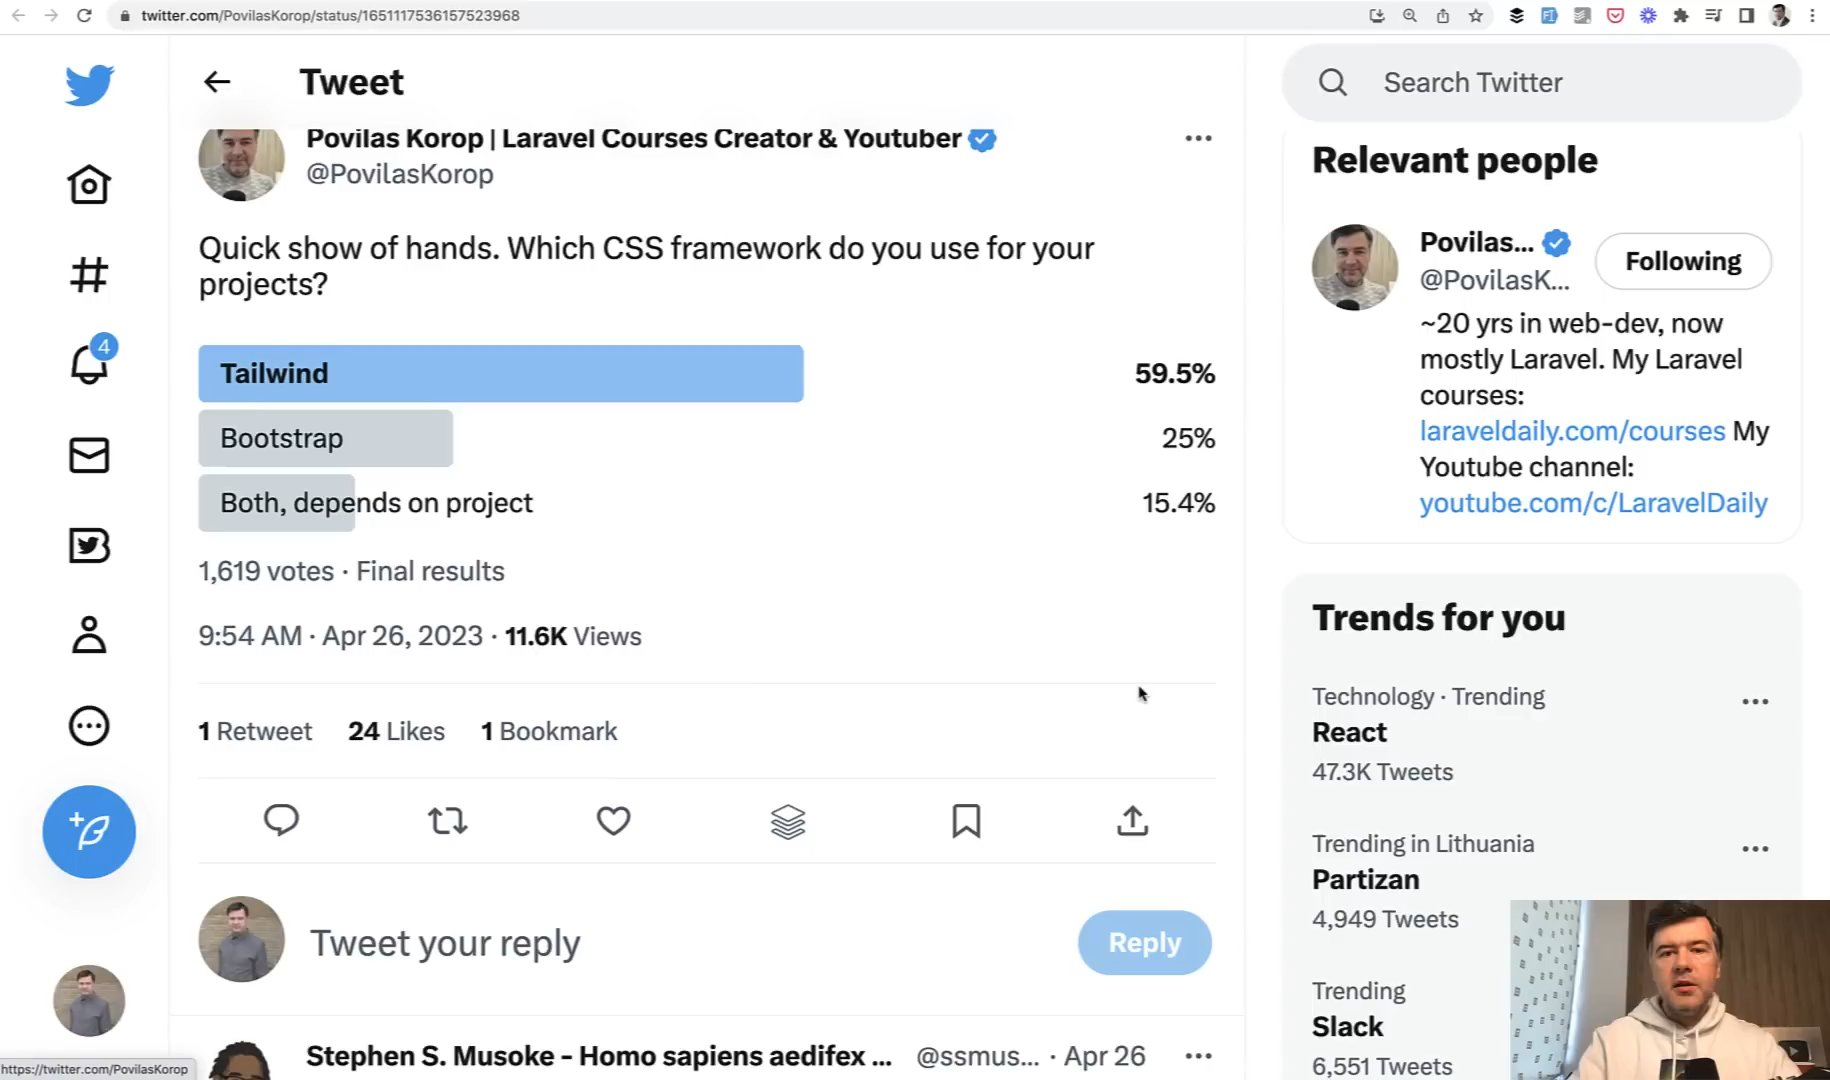 twitter.com/PovilasKorop/status/1651117536157523968
Tweet
Povilas Korop | Laravel Courses Creator & Youtuber
@PovilasKorop
Quick show of hands. Which CSS framework do you use for your
projects?
Tailwind 59.5%
Bootstrap 25%
Both, depends on project 15.4%
1,619 votes · Final results
9:54 AM · Apr 26, 2023 · 11.6K Views
1 Retweet 24 Likes 1 Bookmark
Tweet your reply
Reply
Stephen S. Musoke – Homo sapiens aedifex ... @ssmus... · Apr 26
4
https://twitter.com/PovilasKorop
Search Twitter
Relevant people
Povilas...
@PovilasK...
Following
~20 yrs in web-dev, now
mostly Laravel. My Laravel
courses:
laraveldaily.com/courses My
Youtube channel:
youtube.com/c/LaravelDaily
Trends for you
Technology · Trending
React
47.3K Tweets
Trending in Lithuania
Partizan
4,949 Tweets
Trending
Slack
6,551 Tweets